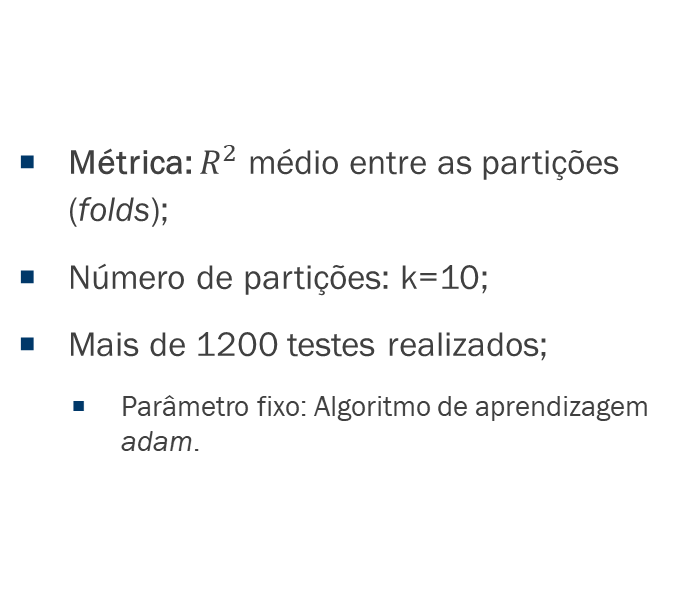 ▪ Métrica: R² médio entre as partições
(folds);
▪ Número de partições: k=10;
▪ Mais de 1200 testes realizados;
▪ Parâmetro fixo: Algoritmo de aprendizagem
adam.